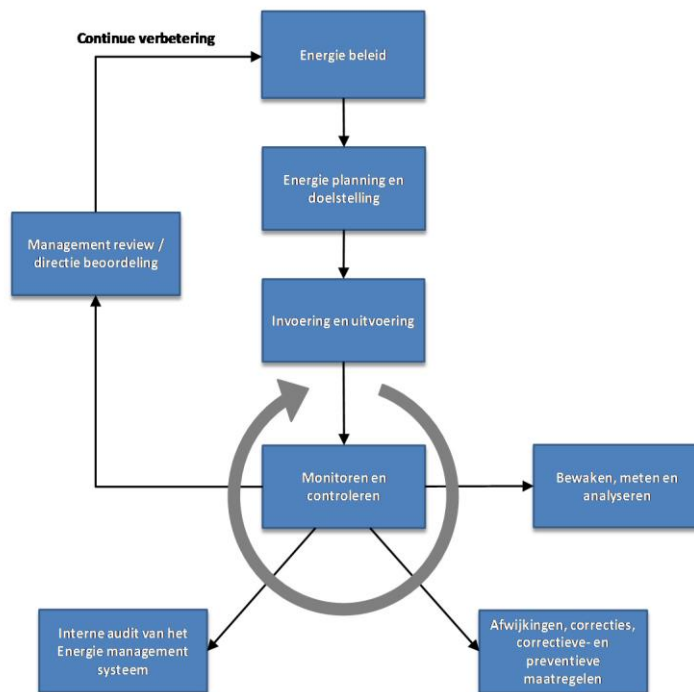 Continue verbetering
Energie beleid
Energie planning en
doelstelling
Management review /
directie beoordeling
Invoering en uitvoering
Monitoren en
controleren
Bewaken, meten en
analyseren
Interne audit van het
Energie management
systeem
Afwijkingen, correcties,
correctieve- en
preventieve
maatregelen